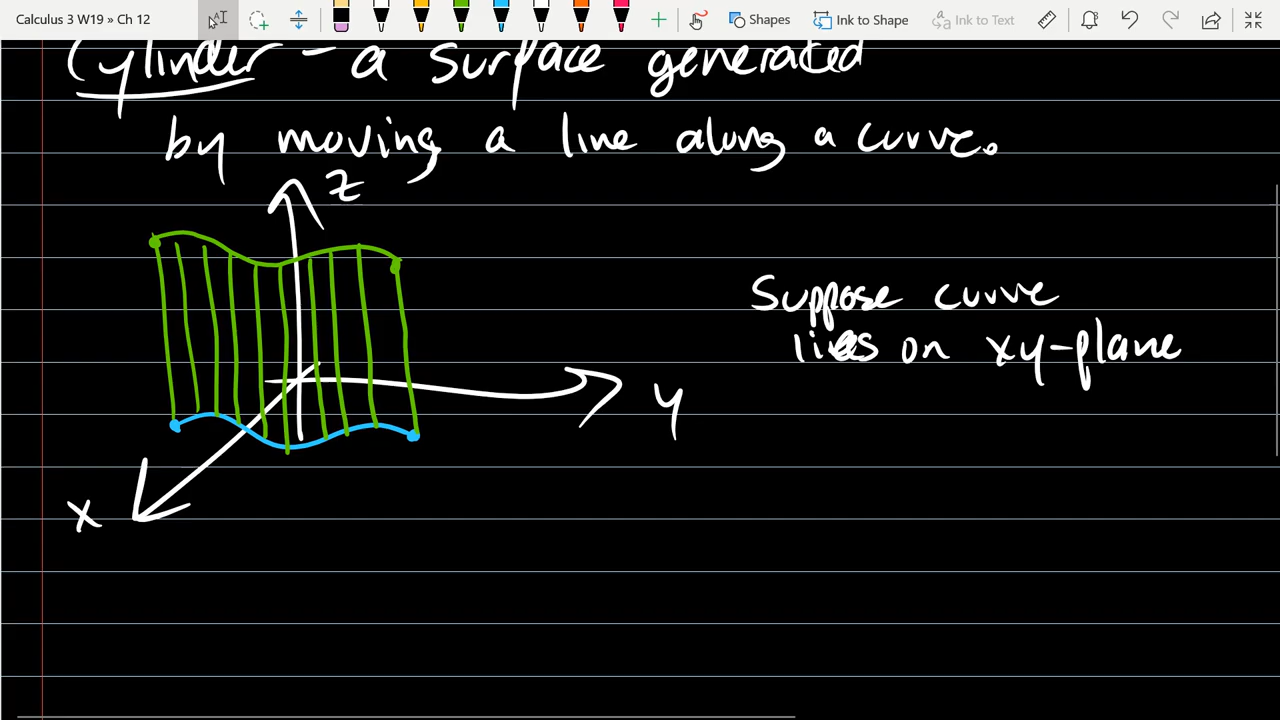 Calculus 3 W19 » Ch 12
Shapes
Ink to Shape
Ink to Text
Cylinder – a surface generated
by moving a line along a curve.
z
Suppose curve
lies on xy-plane
y
x